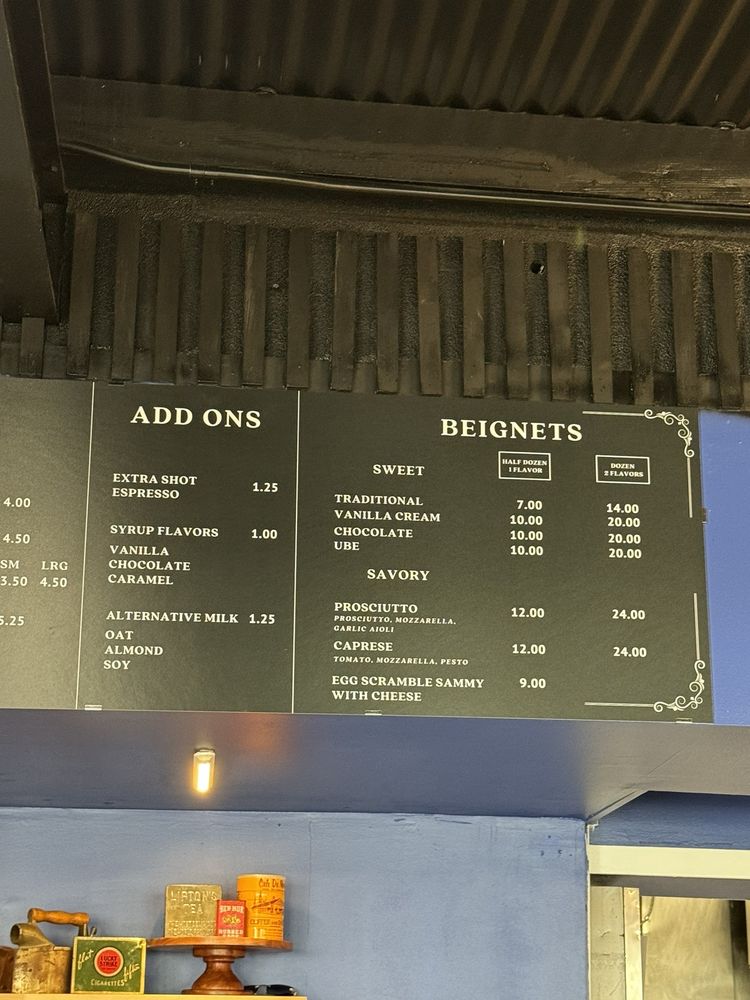 4.00
4.50
SM LRG
3.50 4.50
5.25
ADD ONS
EXTRA SHOT
ESPRESSO 1.25
SYRUP FLAVORS 1.00
VANILLA
CHOCOLATE
CARAMEL
ALTERNATIVE MILK 1.25
OAT
ALMOND
SOY
BEIGNETS
SWEET
HALF DOZEN
1 FLAVOR
DOZEN
2 FLAVORS
TRADITIONAL 7.00 14.00
VANILLA CREAM 10.00 20.00
CHOCOLATE 10.00 20.00
UBE 10.00 20.00
SAVORY
PROSCIUTTO 12.00 24.00
PROSCIUTTO, MOZZARELLA,
GARLIC AIOLI
CAPRESE 12.00 24.00
TOMATO, MOZZARELLA, PESTO
EGG SCRAMBLE SAMMY 9.00
WITH CHEESE
LIPTON'S
TEA
flat
LUCKY
STRIKE
fifty
CIGARETTES